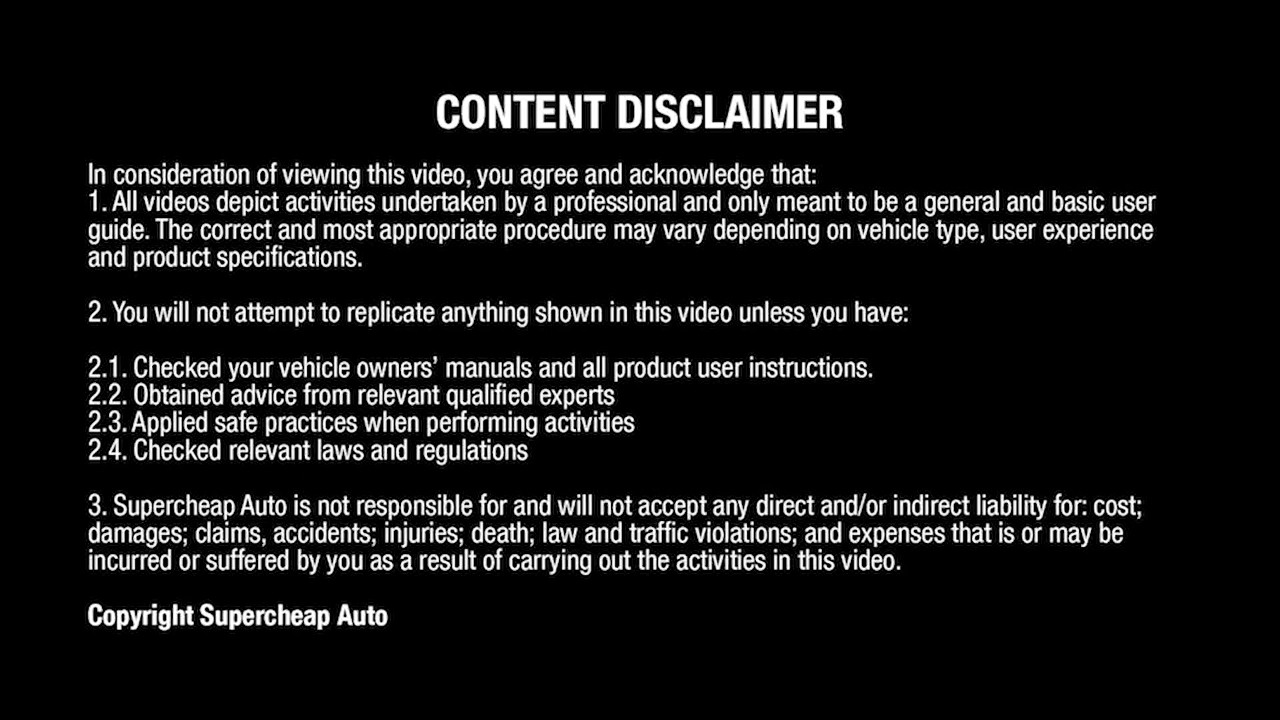 CONTENT DISCLAIMER
In consideration of viewing this video, you agree and acknowledge that:
1. All videos depict activities undertaken by a professional and only meant to be a general and basic user
guide. The correct and most appropriate procedure may vary depending on vehicle type, user experience
and product specifications.
2. You will not attempt to replicate anything shown in this video unless you have:
2.1. Checked your vehicle owners’ manuals and all product user instructions.
2.2. Obtained advice from relevant qualified experts
2.3. Applied safe practices when performing activities
2.4. Checked relevant laws and regulations
3. Supercheap Auto is not responsible for and will not accept any direct and/or indirect liability for: cost;
damages; claims, accidents; injuries; death; law and traffic violations; and expenses that is or may be
incurred or suffered by you as a result of carrying out the activities in this video.
Copyright Supercheap Auto